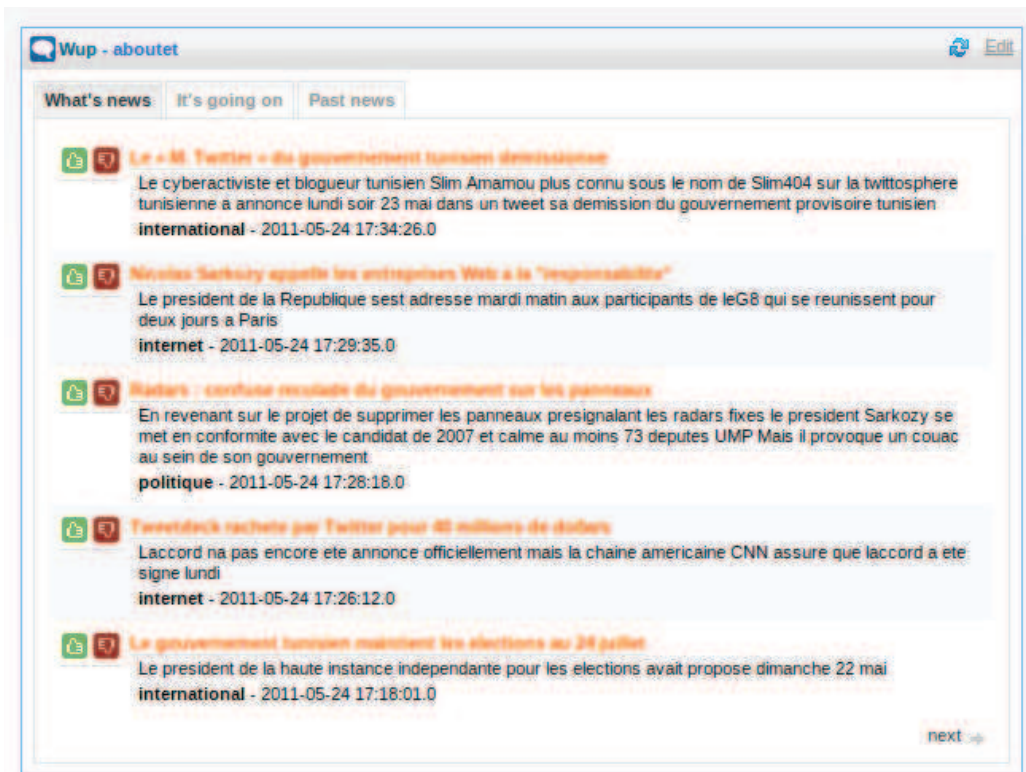 Wup - aboutet Edit
What's news It's going on Past news
Le « M. Twitter » du gouvernement tunisien demissionne
Le cyberactiviste et blogueur tunisien Slim Amamou plus connu sous le nom de Slim404 sur la twittosphere
tunisienne a annonce lundi soir 23 mai dans un tweet sa demission du gouvernement provisoire tunisien
international - 2011-05-24 17:34:26.0
Nicolas Sarkozy appelle les entreprises Web a la "responsabilite"
Le president de la Republique sest adresse mardi matin aux participants de leG8 qui se reunissent pour
deux jours a Paris
internet - 2011-05-24 17:29:35.0
Radars : confuse reculade du gouvernement sur les panneaux
En revenant sur le projet de supprimer les panneaux presignalant les radars fixes le president Sarkozy se
met en conformite avec le candidat de 2007 et calme au moins 73 deputes UMP Mais il provoque un couac
au sein de son gouvernement
politique - 2011-05-24 17:28:18.0
Tweetdeck rachete par Twitter pour 40 millions de dollars
Laccord na pas encore ete annonce officiellement mais la chaine americaine CNN assure que laccord a ete
signe lundi
internet - 2011-05-24 17:26:12.0
Le gouvernement tunisien maintient les elections au 24 juillet
Le president de la haute instance independante pour les elections avait propose dimanche 22 mai
international - 2011-05-24 17:18:01.0
next